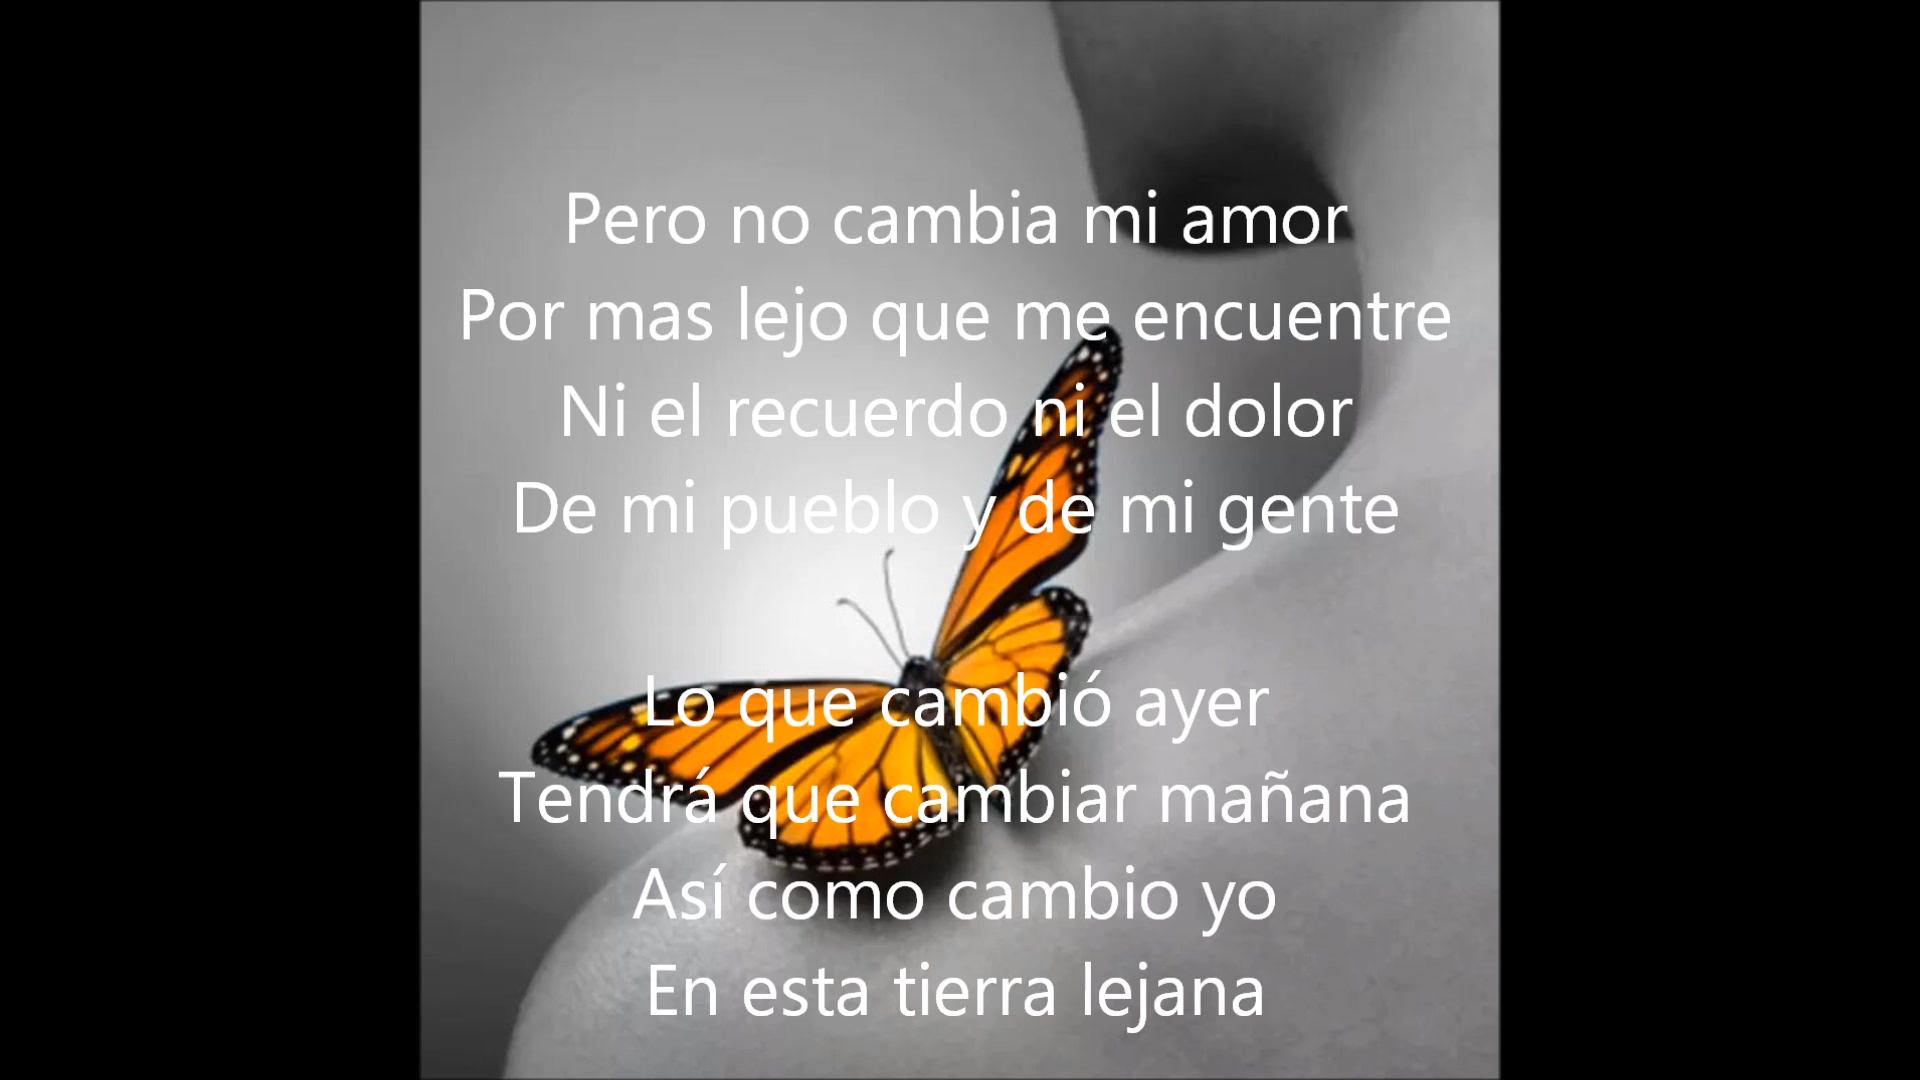 Pero no cambia mi amor
Por mas lejo que me encuentre
Ni el recuerdo ni el dolor
De mi pueblo y de mi gente
Lo que cambió ayer
Tendrá que cambiar mañana
Así como cambio yo
En esta tierra lejana